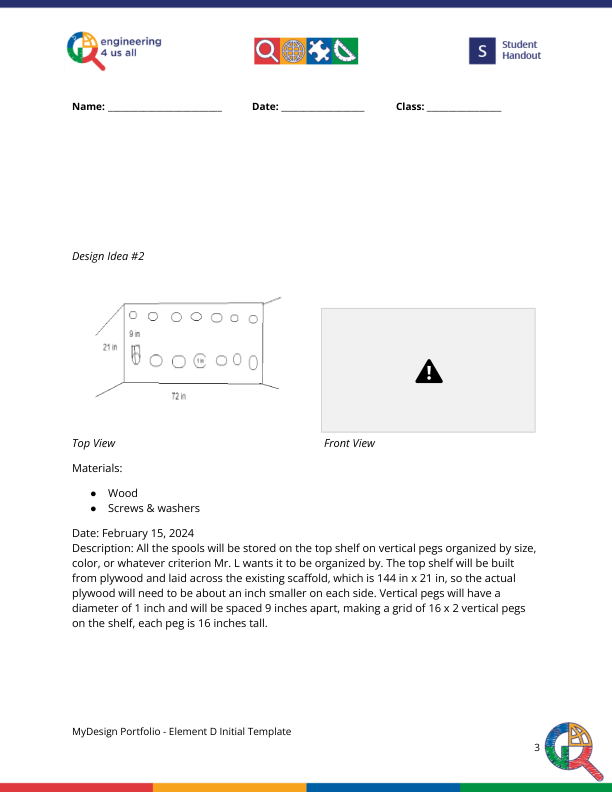 engineering
4 us all
S
Student
Handout
Name: ______________________ Date: ________________ Class: ______________
Design Idea #2
9 in
21 in
1 in
72 in
Top View
Front View
Materials:
● Wood
● Screws & washers
Date: February 15, 2024
Description: All the spools will be stored on the top shelf on vertical pegs organized by size,
color, or whatever criterion Mr. L wants it to be organized by. The top shelf will be built
from plywood and laid across the existing scaffold, which is 144 in x 21 in, so the actual
plywood will need to be about an inch smaller on each side. Vertical pegs will have a
diameter of 1 inch and will be spaced 9 inches apart, making a grid of 16 x 2 vertical pegs
on the shelf, each peg is 16 inches tall.
MyDesign Portfolio - Element D Initial Template
3